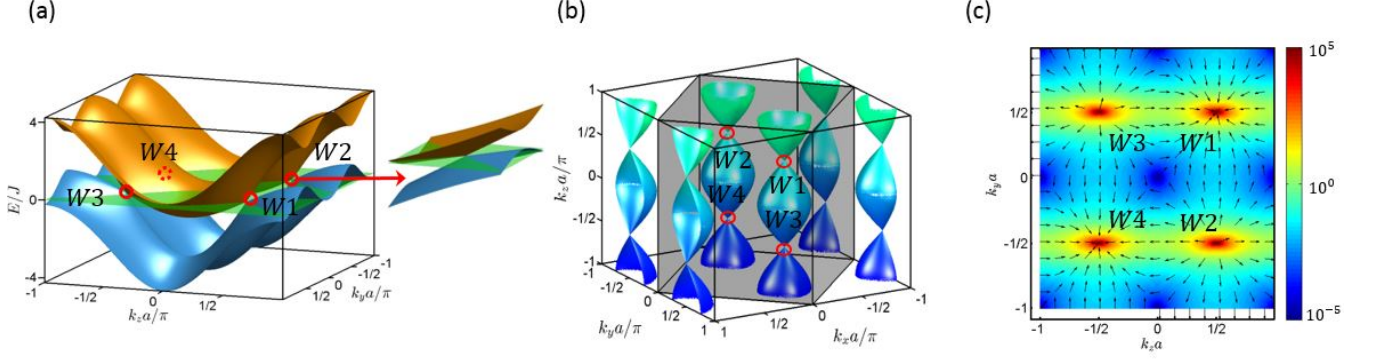 (a)
(b)
(c)
4
0
-4
E/J
-1
-1/2
0
1/2
k_z a/π
1
1/2
0
-1/2
-1
k_y a/π
W4
W3
W2
W1
1
1/2
0
-1/2
-1
k_z a/π
-1
-1/2
0
1/2
1
k_y a/π
1
1/2
0
-1/2
-1
k_x a/π
W2
W1
W4
W3
1/2
0
-1/2
-1
k_y a
-1
-1/2
0
1/2
k_z a
W3
W1
W4
W2
10^5
10^0
10^-5